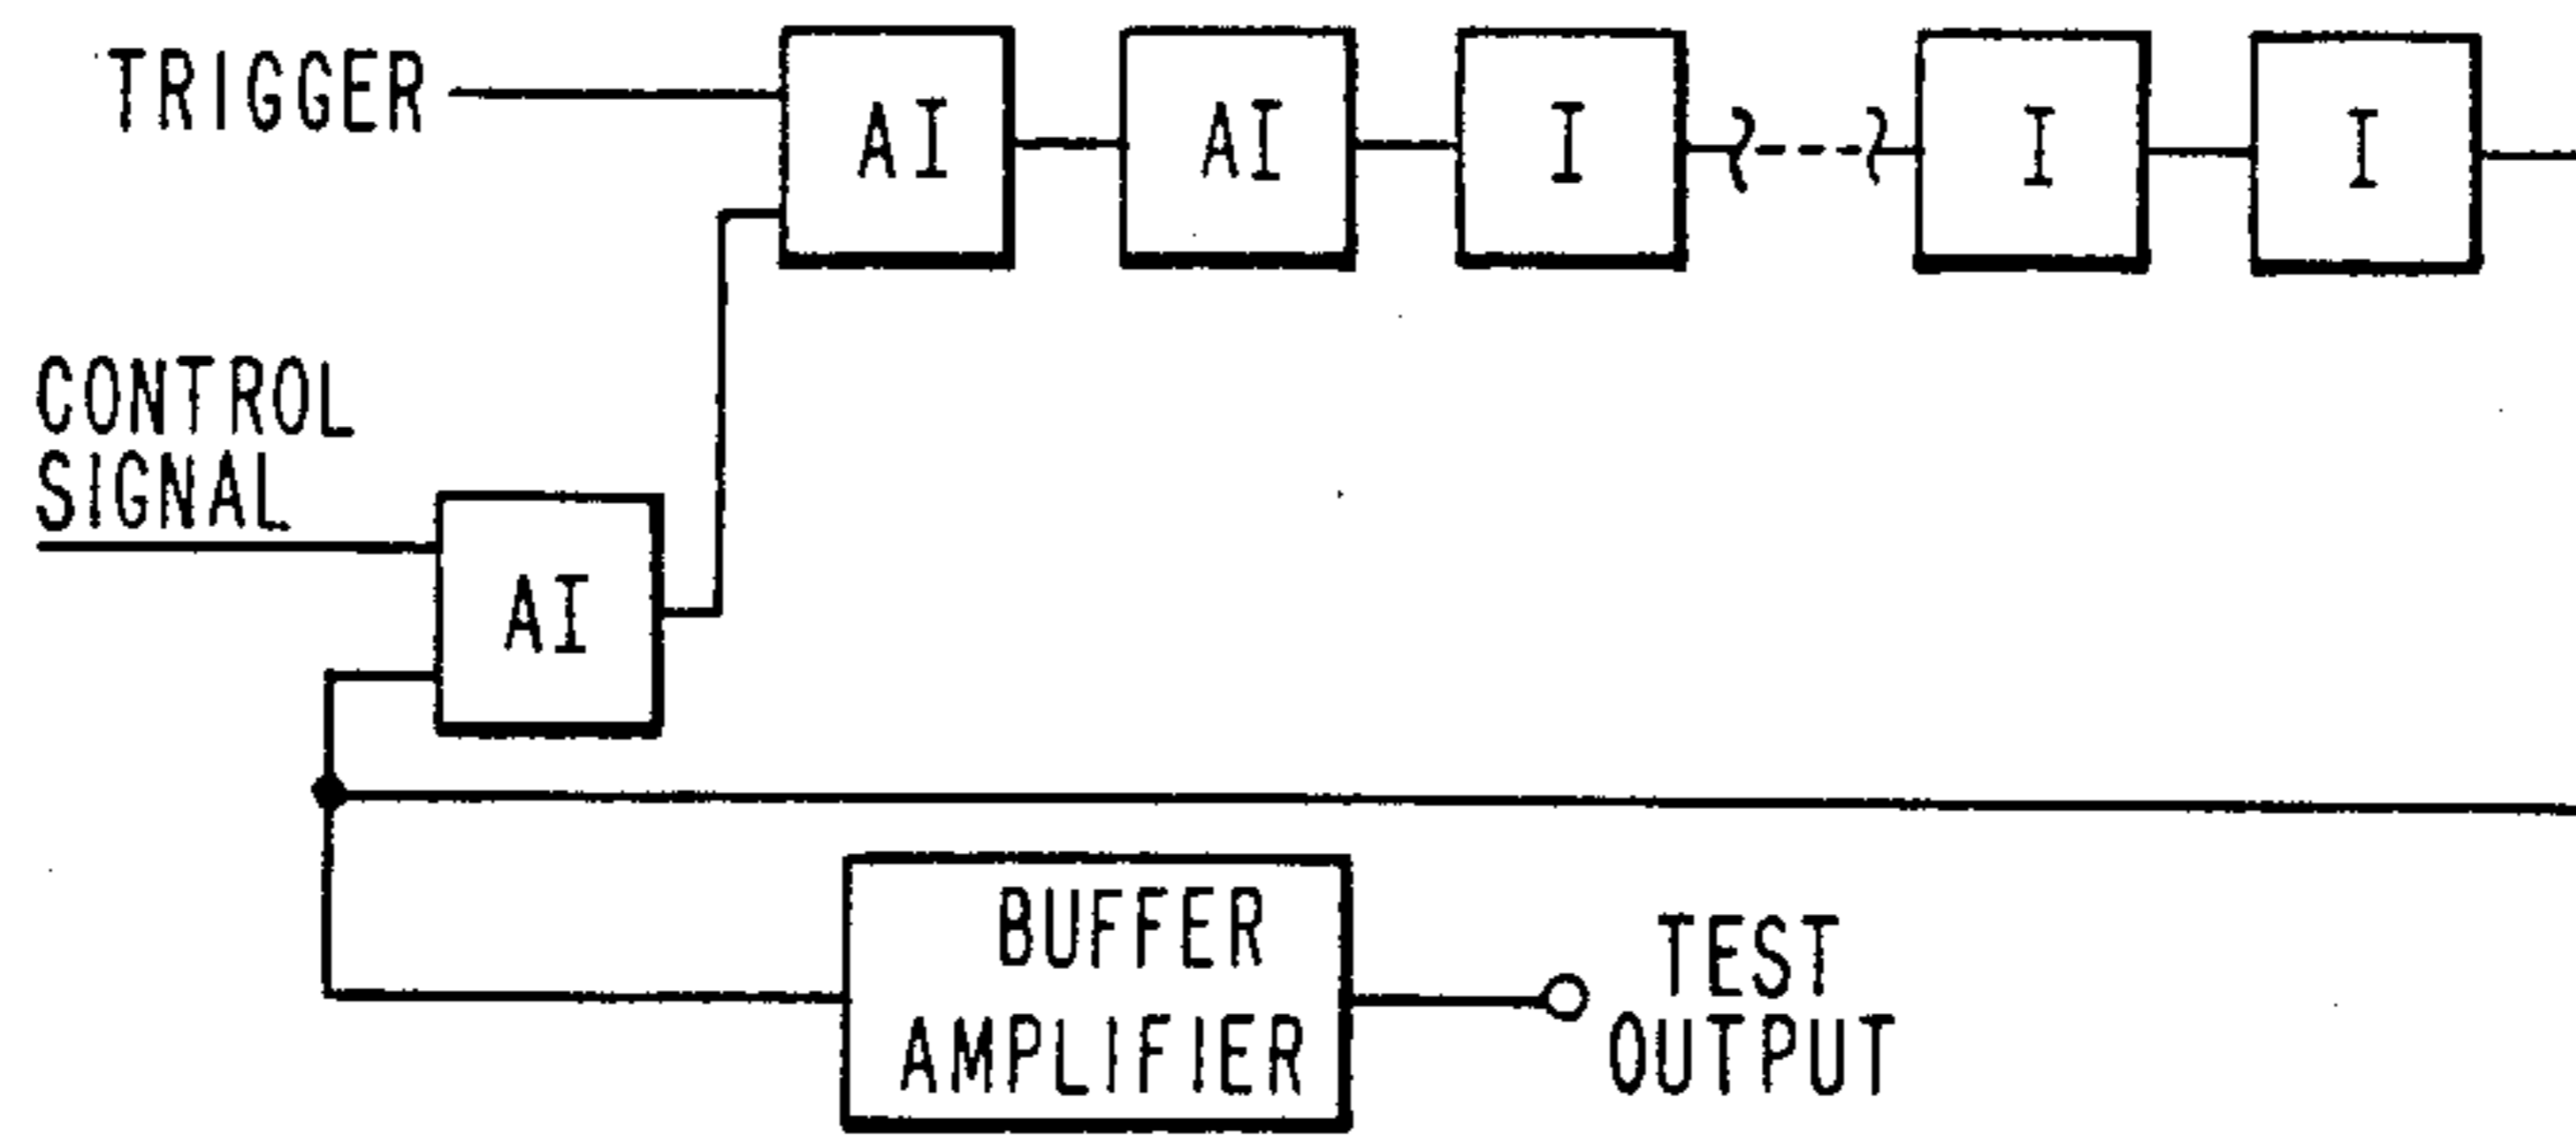 TRIGGER
AI
AI
I
I
I
CONTROL
SIGNAL
AI
BUFFER
AMPLIFIER
TEST
OUTPUT